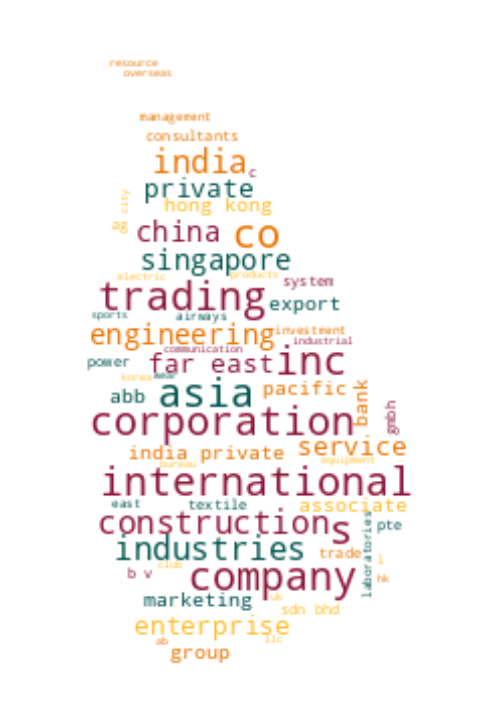 resource
overseas
management
consultants
india c
private
city
hong kong
ag
china co
singapore
electric products
system
trading
export
sports airways
engineering investment
industrial
communication
power far east inc
korea wear
abb asia pacific
bank
corporation
gmbh
india private service
bureau equipment
international
east textile associate
constructions
pte
laboratories
industries trade
club l
b v company hk
marketing uk
sdn bhd
enterprise
ab llc
group